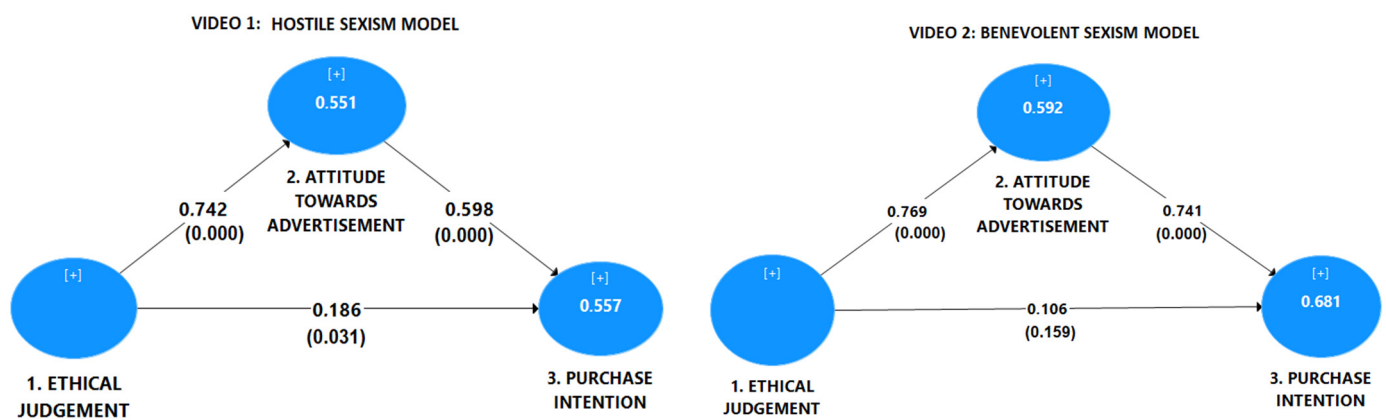 VIDEO 1: HOSTILE SEXISM MODEL
[+]
0.551
2. ATTITUDE
TOWARDS
ADVERTISEMENT
0.742
(0.000)
0.598
(0.000)
[+]
[+]
0.557
0.186
(0.031)
1. ETHICAL
JUDGEMENT
3. PURCHASE
INTENTION
VIDEO 2: BENEVOLENT SEXISM MODEL
[+]
0.592
2. ATTITUDE
TOWARDS
ADVERTISEMENT
0.769
(0.000)
0.741
(0.000)
[+]
[+]
0.681
0.106
(0.159)
1. ETHICAL
JUDGEMENT
3. PURCHASE
INTENTION